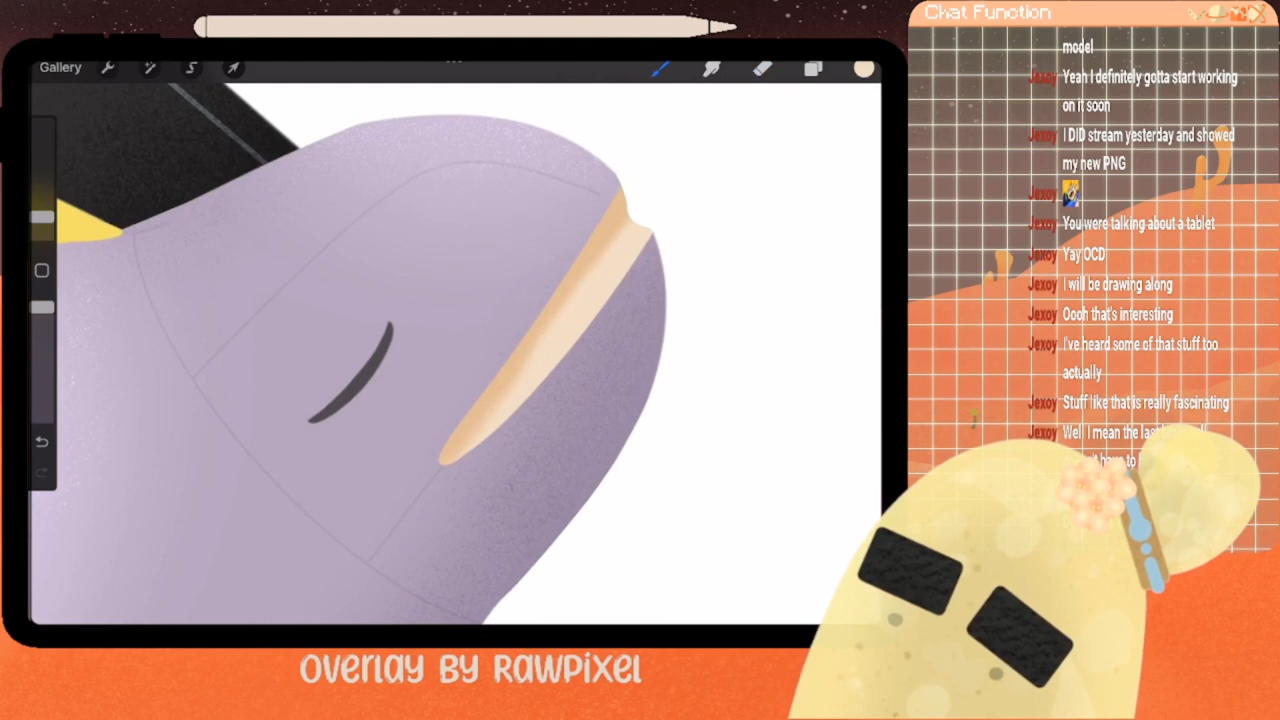 Chat Function
Gallery
model
Jexoy Yeah I definitely gotta start working
on it soon
Jexoy I DID stream yesterday and showed
my new PNG
Jexoy
Jexoy You were talking about a tablet
Jexoy Yay OCD
Jexoy I will be drawing along
Jexoy Oooh that's interesting
Jexoy I've heard some of that stuff too
actually
Jexoy Stuff like that is really fascinating
Jexoy Well I mean the
to
Overlay by Rawpixel